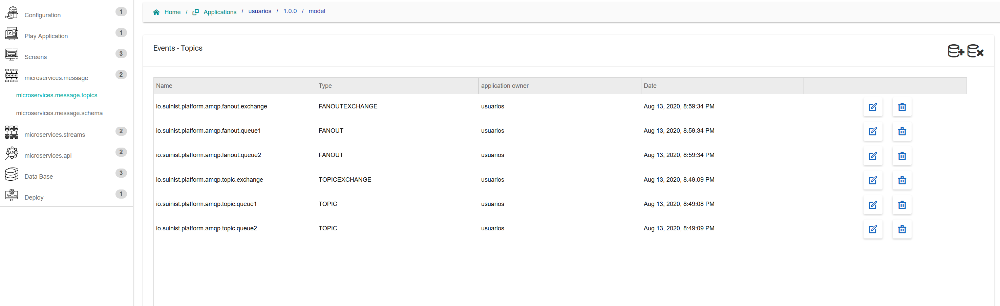 Configuration 1
Play Application 1
Screens 3
microservices.message 2
microservices.message.topics
microservices.message.schema
microservices.streams 2
API
microservices.api 2
Data Base 3
Deploy 1
Home / Applications / usuarios / 1.0.0 / model
Events - Topics
Name Type application owner Date
io.suinist.platform.amqp.fanout.exchange FANOUTEXCHANGE usuarios Aug 13, 2020, 8:59:34 PM
io.suinist.platform.amqp.fanout.queue1 FANOUT usuarios Aug 13, 2020, 8:59:34 PM
io.suinist.platform.amqp.fanout.queue2 FANOUT usuarios Aug 13, 2020, 8:59:34 PM
io.suinist.platform.amqp.topic.exchange TOPICEXCHANGE usuarios Aug 13, 2020, 8:49:09 PM
io.suinist.platform.amqp.topic.queue1 TOPIC usuarios Aug 13, 2020, 8:49:08 PM
io.suinist.platform.amqp.topic.queue2 TOPIC usuarios Aug 13, 2020, 8:49:09 PM